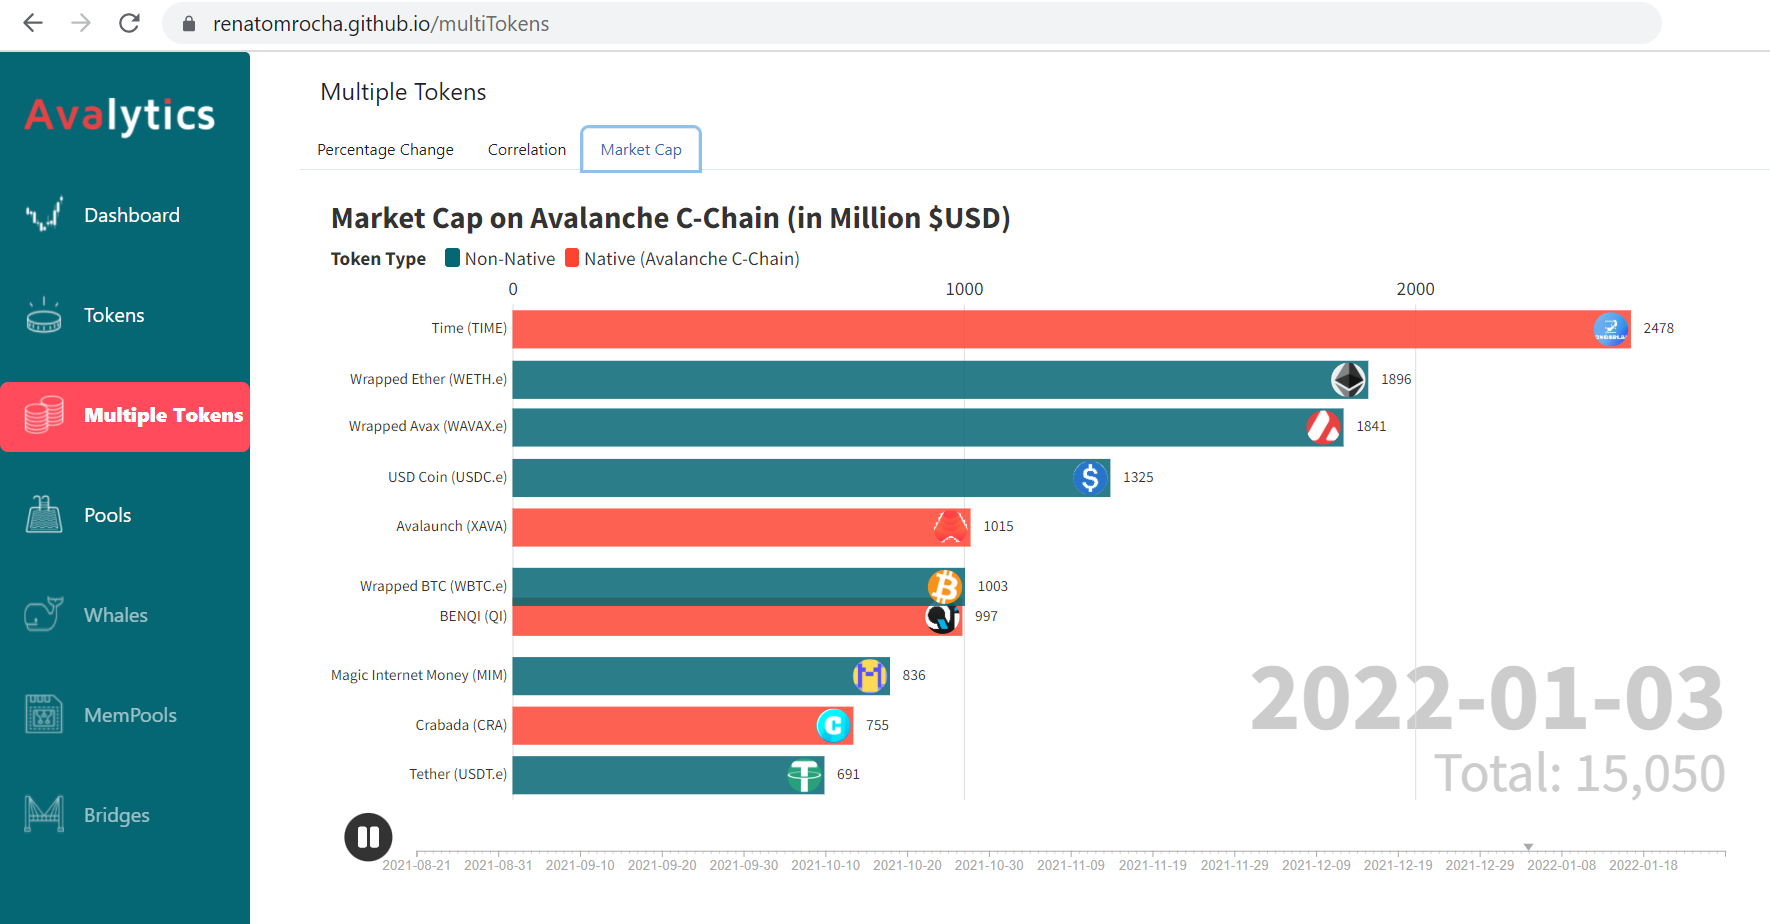 renatomrocha.github.io/multiTokens
Avalytics
Dashboard
Tokens
Multiple Tokens
Pools
Whales
MemPools
Bridges
Multiple Tokens
Percentage Change Correlation Market Cap
Market Cap on Avalanche C-Chain (in Million $USD)
Token Type Non-Native Native (Avalanche C-Chain)
0 1000 2000
Time (TIME) 2478
Wrapped Ether (WETH.e) 1896
Wrapped Avax (WAVAX.e) 1841
USD Coin (USDC.e) 1325
Avalaunch (XAVA) 1015
Wrapped BTC (WBTC.e) 1003
BENQI (QI) 997
Magic Internet Money (MIM) 836
Crabada (CRA) 755
Tether (USDT.e) 691
2022-01-03
Total: 15,050
2021-08-21 2021-08-31 2021-09-10 2021-09-20 2021-09-30 2021-10-10 2021-10-20 2021-10-30 2021-11-09 2021-11-19 2021-11-29 2021-12-09 2021-12-19 2021-12-29 2022-01-08 2022-01-18